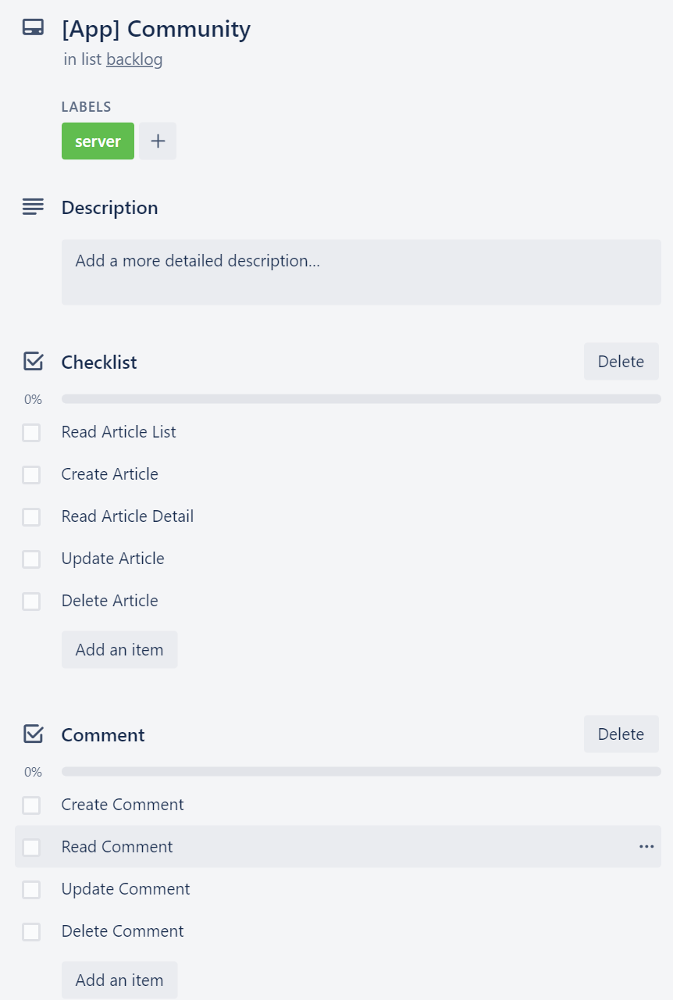 [App] Community
in list backlog
LABELS
server +
Description
Add a more detailed description...
Checklist Delete
0%
Read Article List
Create Article
Read Article Detail
Update Article
Delete Article
Add an item
Comment Delete
0%
Create Comment
Read Comment ...
Update Comment
Delete Comment
Add an item